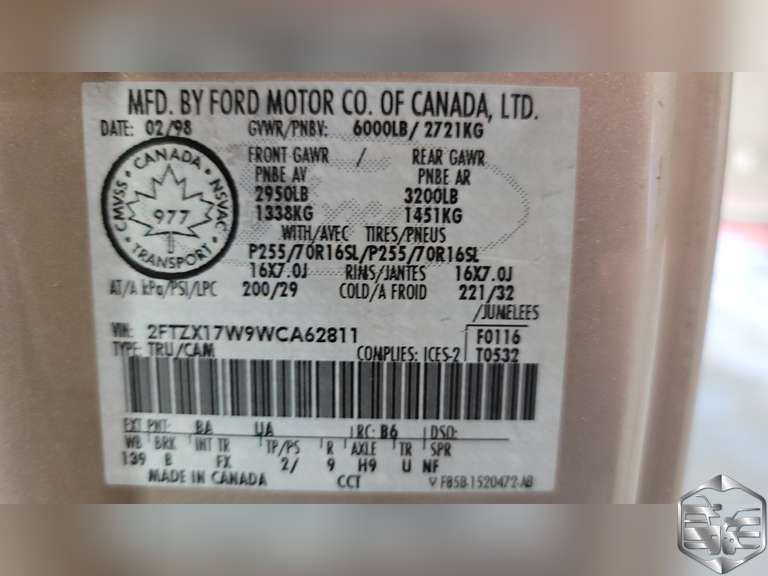 MFD. BY FORD MOTOR CO. OF CANADA, LTD.
DATE: 02/98 GVWR/PNBV: 6000LB/ 2721KG
CANADA
CMVSS NSVAC
977
TRANSPORT
FRONT GAWR / REAR GAWR
PNBE AV PNBE AR
2950LB 3200LB
1338KG 1451KG
WITH/AVEC TIRES/PNEUS
P255/70R16SL/P255/70R16SL
16X7.0J RINS/JANTES 16X7.0J
AT/A kPa/PSI/LPC 200/29 COLD/A FROID 221/32
/JUMELEES
VIN: 2FTZX17W9WCA62811 F0116
TYPE: TRU/CAM COMPLIES: ICES-2 T0532
EXT PNT: BA UA RC: B6 DSO:
WB BRK INT TR TP/PS R AXLE TR SPR
139 B FX 2/ 9 H9 U NF
MADE IN CANADA CCT V F85B-1520472-AB